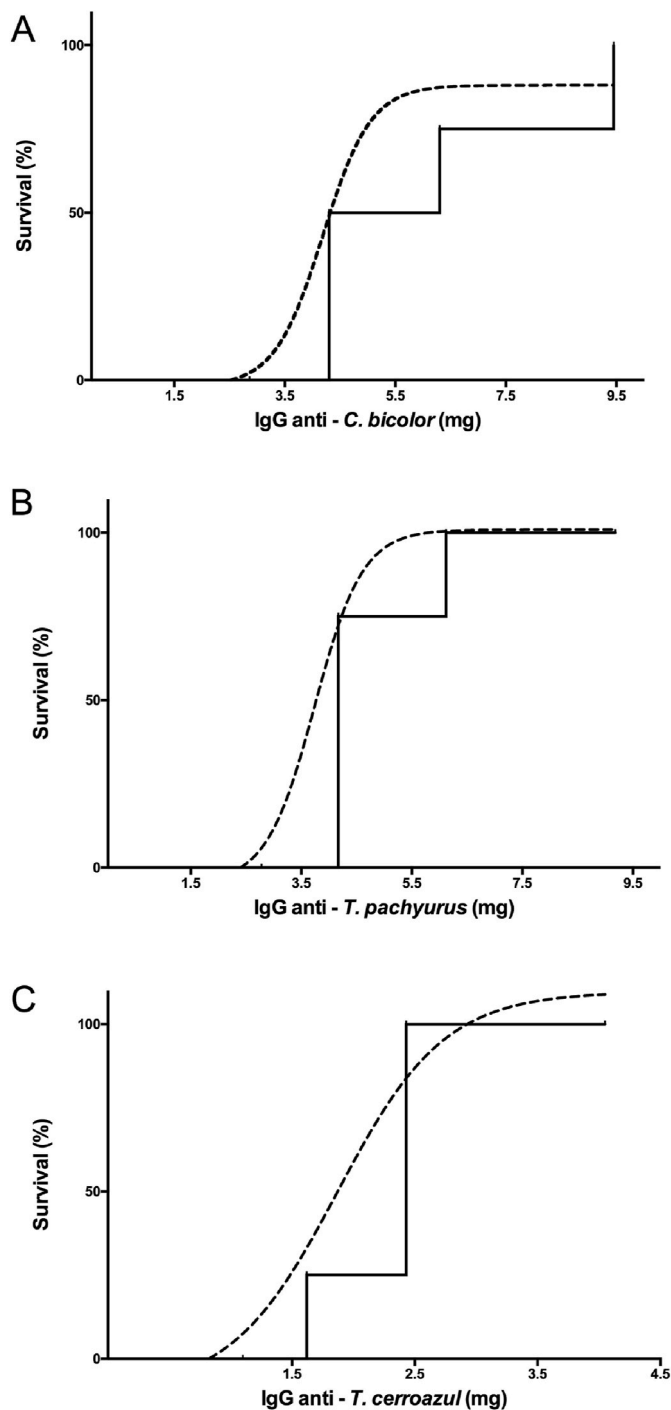 A
100
50
0
Survival (%)
1.5 3.5 5.5 7.5 9.5
IgG anti - C. bicolor (mg)
B
100
50
0
Survival (%)
1.5 3.5 5.5 7.5 9.5
IgG anti - T. pachyurus (mg)
C
100
50
0
Survival (%)
1.5 2.5 3.5 4.5
IgG anti - T. cerroazul (mg)